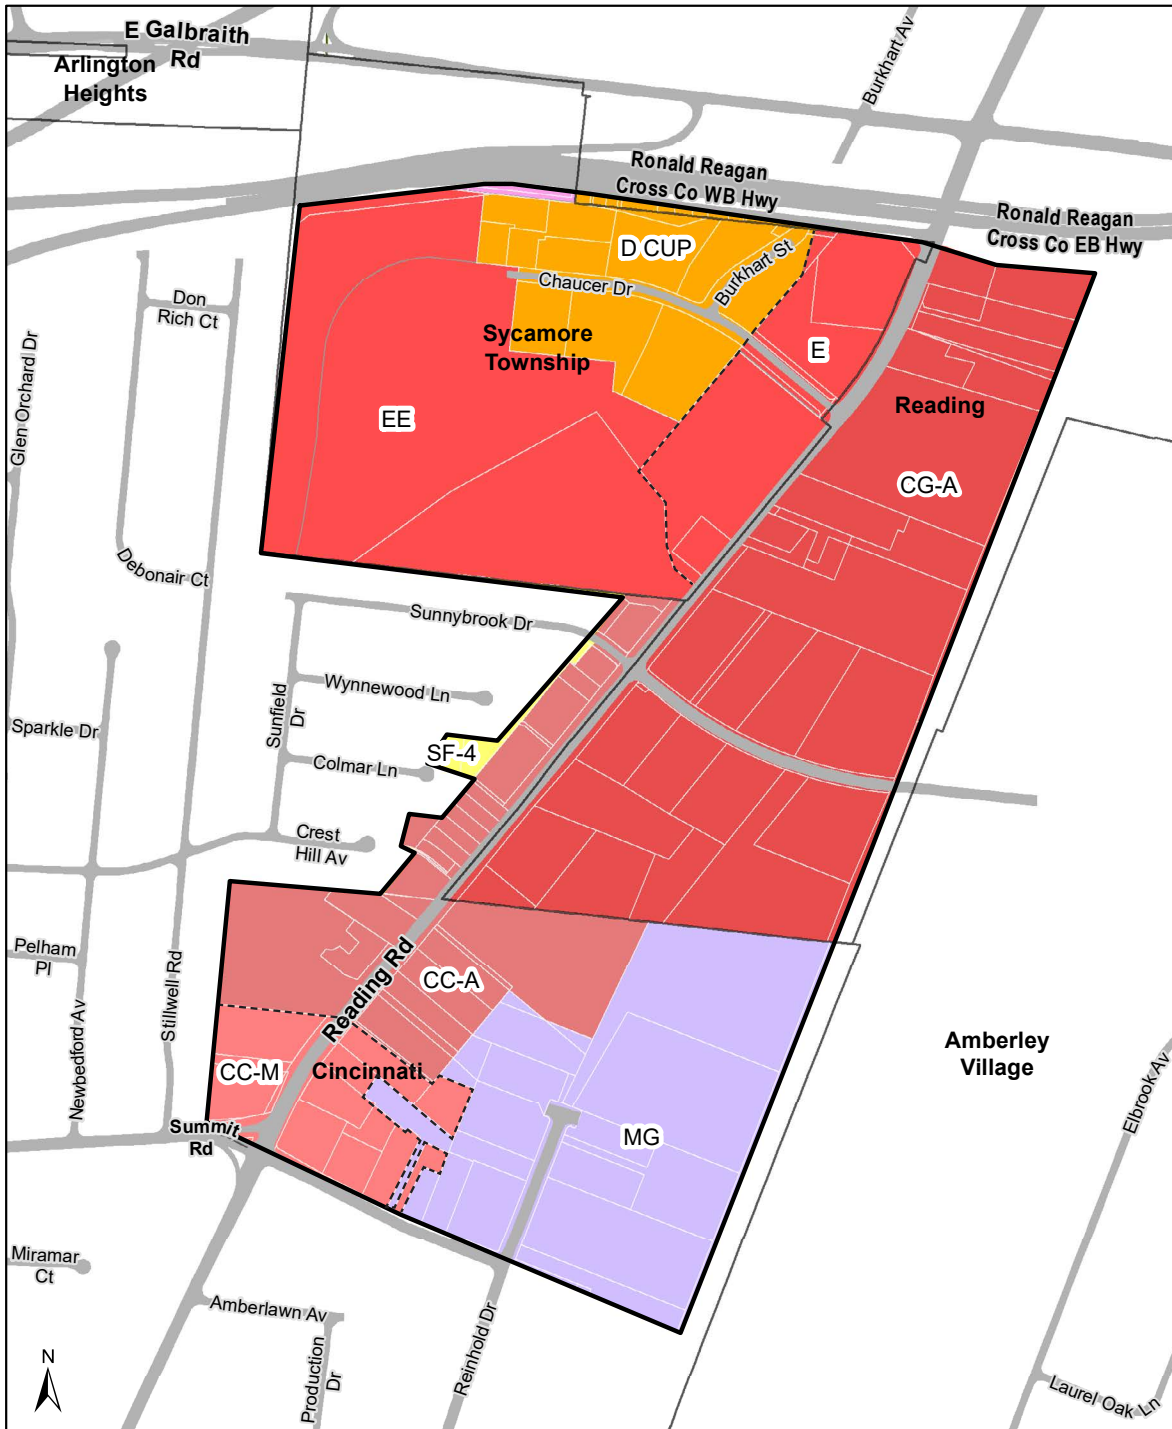 E Galbraith
Rd
Arlington
Heights
Burkhart Av
Ronald Reagan
Cross Co WB Hwy
Ronald Reagan
Cross Co EB Hwy
D CUP
Burkhart St
Chaucer Dr
Don
Rich Ct
Sycamore
Township
E
Glen Orchard Dr
EE
Reading
CG-A
Debonair Ct
Sunnybrook Dr
Wynnewood Ln
Sunfield
Dr
Sparkle Dr
SF-4
Colmar Ln
Crest
Hill Av
Pelham
Pl
Stillwell Rd
Newbedford Av
Reading Rd
CC-A
CC-M
Cincinnati
Amberley
Village
Elbrook Av
Summit
Rd
MG
Miramar
Ct
Amberlawn Av
Production
Dr
Reinhold Dr
Laurel Oak Ln
N